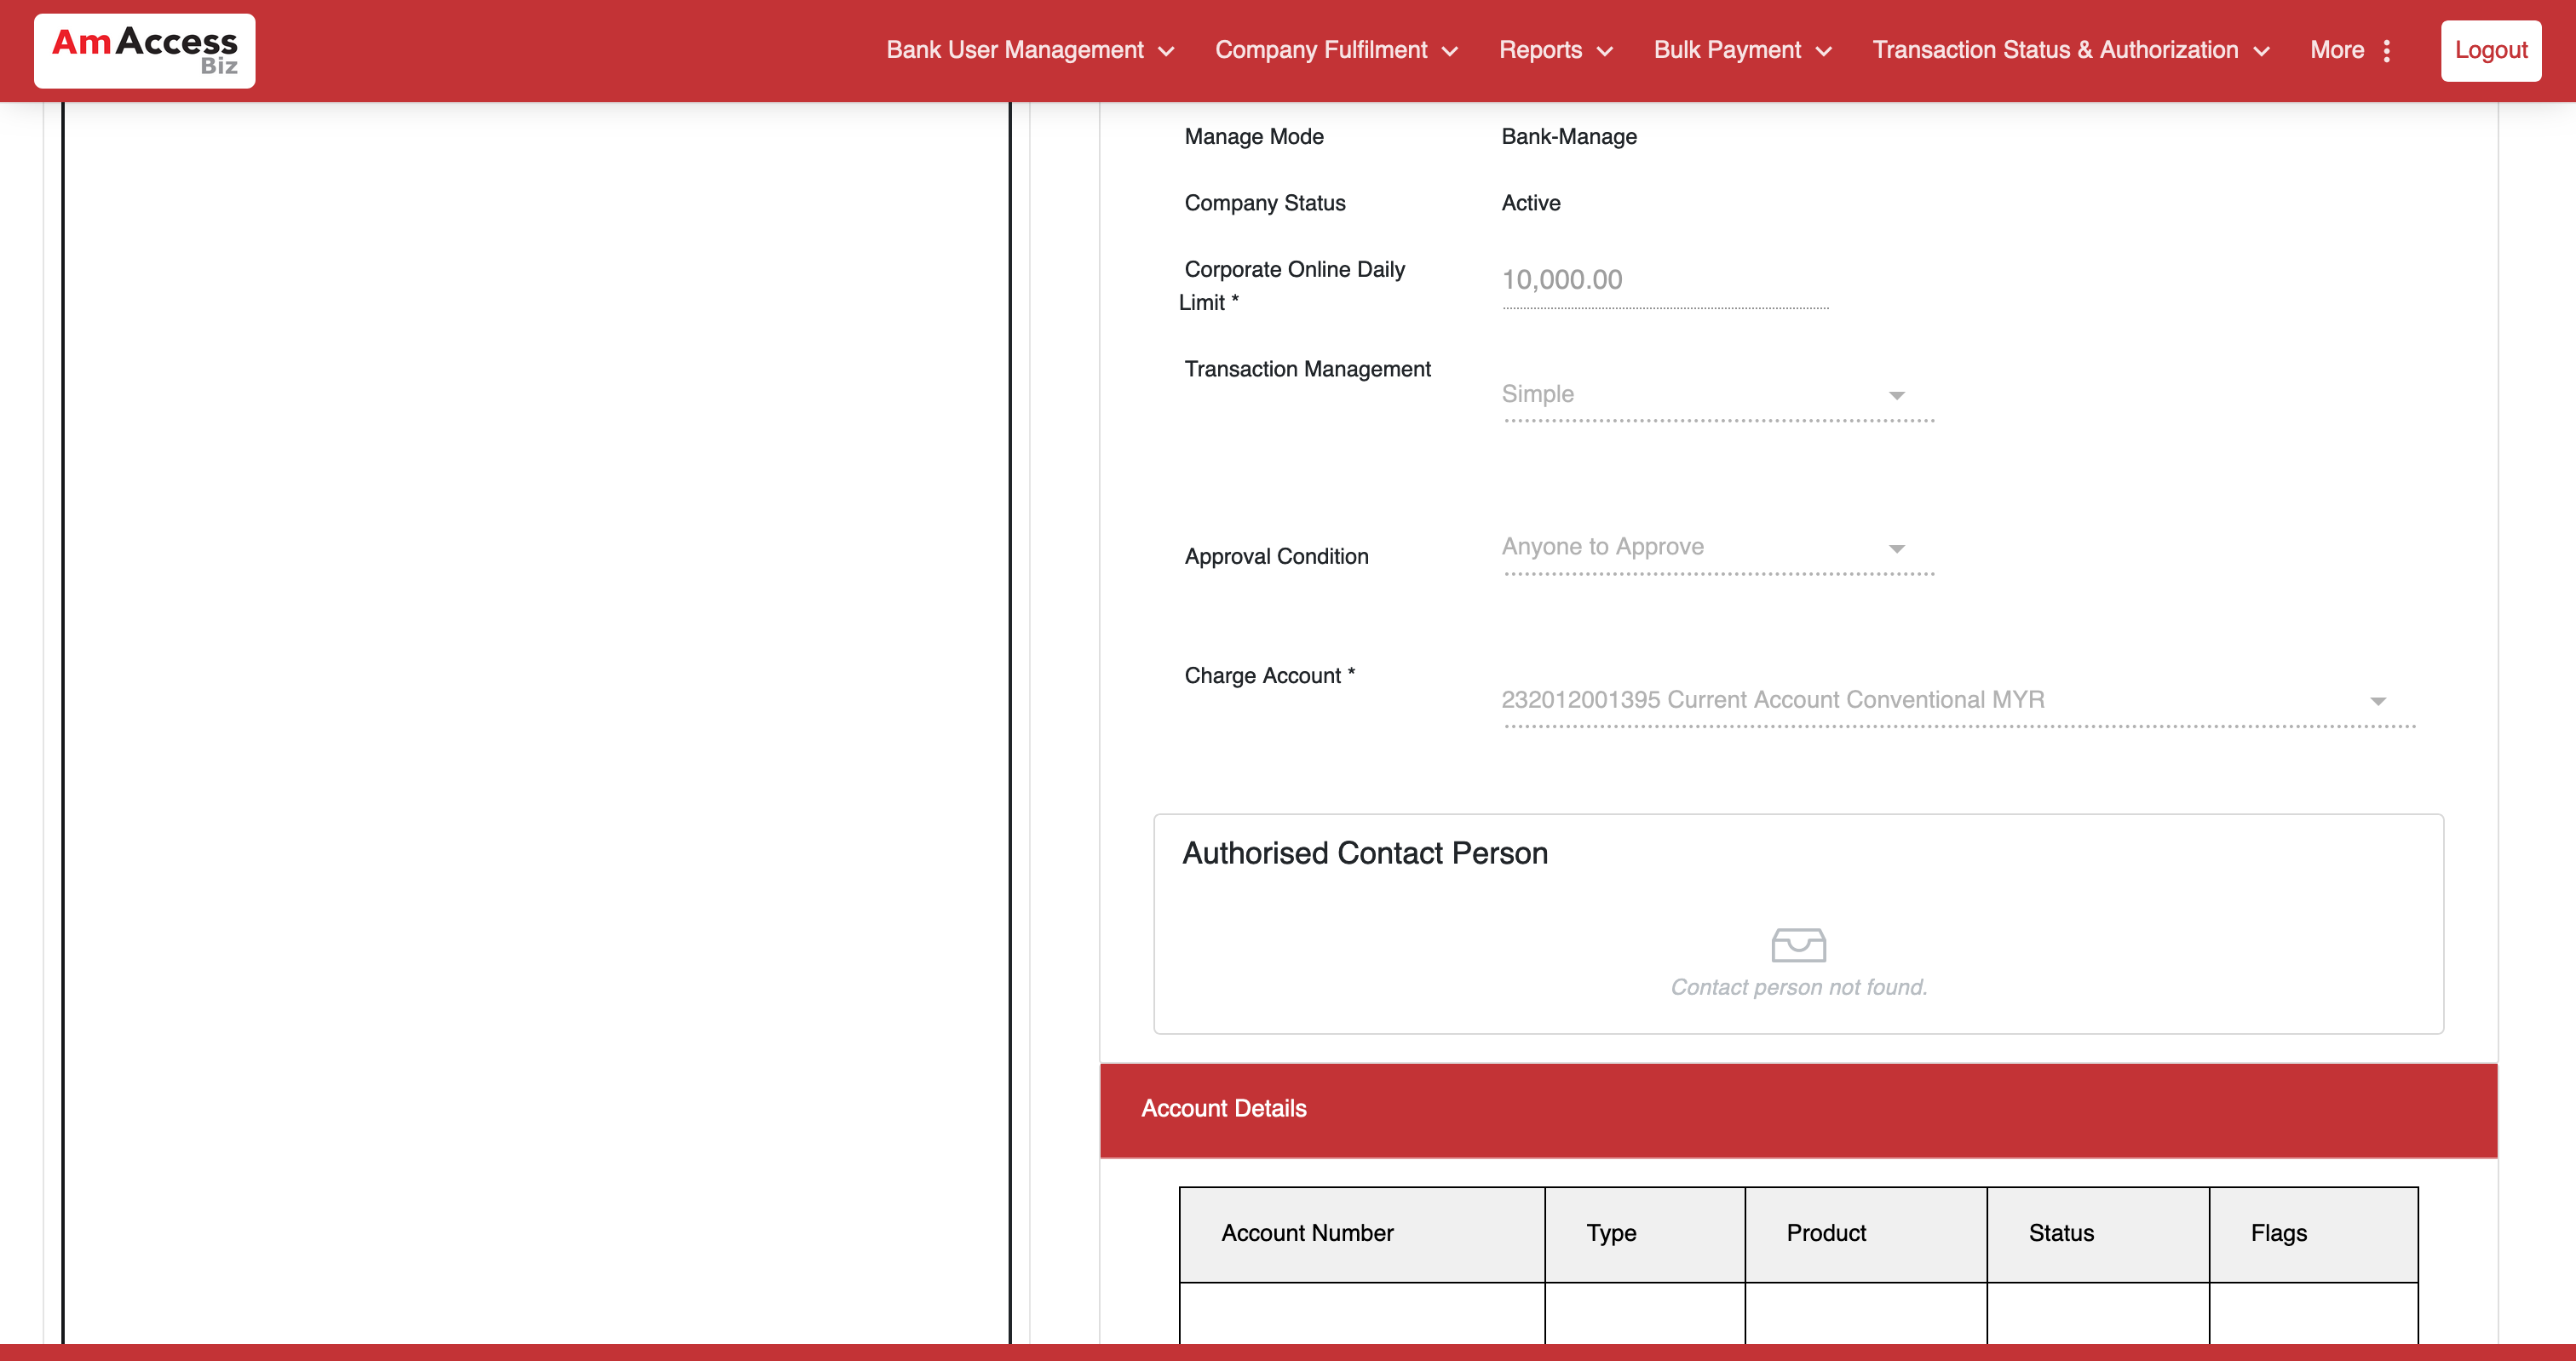 AmAccess
Biz
Bank User Management
Company Fulfilment
Reports
Bulk Payment
Transaction Status & Authorization
More
Logout
Manage Mode
Bank-Manage
Company Status
Active
Corporate Online Daily
Limit *
10,000.00
Transaction Management
Simple
Approval Condition
Anyone to Approve
Charge Account *
232012001395 Current Account Conventional MYR
Authorised Contact Person
Contact person not found.
Account Details
Account Number
Type
Product
Status
Flags